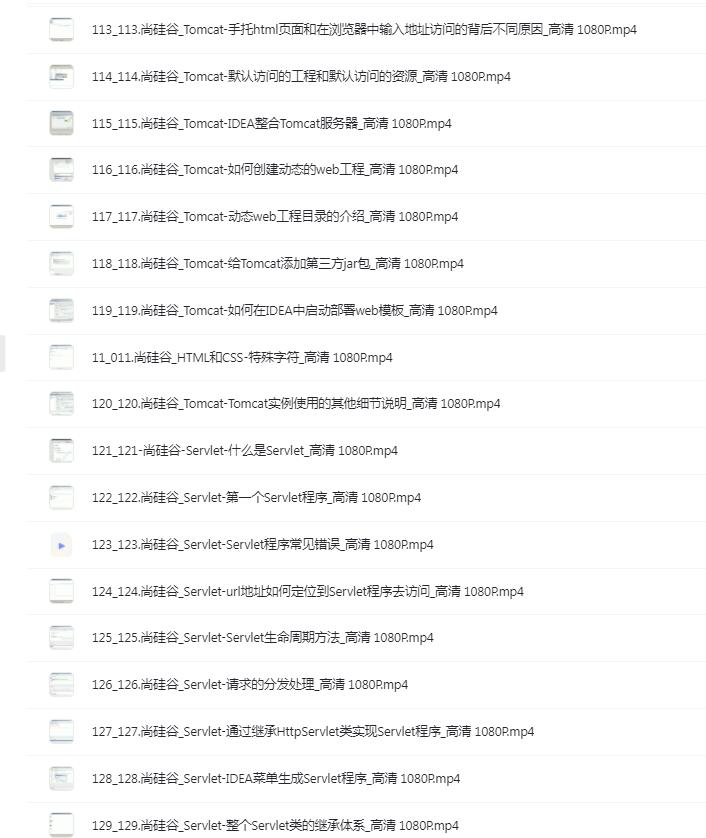 113_113.尚硅谷_Tomcat-手托html页面和在浏览器中输入地址访问的背后不同原因_高清 1080P.mp4
114_114.尚硅谷_Tomcat-默认访问的工程和默认访问的资源_高清 1080P.mp4
115_115.尚硅谷_Tomcat-IDEA整合Tomcat服务器_高清 1080P.mp4
116_116.尚硅谷_Tomcat-如何创建动态的web工程_高清 1080P.mp4
117_117.尚硅谷_Tomcat-动态web工程目录的介绍_高清 1080P.mp4
118_118.尚硅谷_Tomcat-给Tomcat添加第三方jar包_高清 1080P.mp4
119_119.尚硅谷_Tomcat-如何在IDEA中启动部署web模板_高清 1080P.mp4
11_011.尚硅谷_HTML和CSS-特殊字符_高清 1080P.mp4
120_120.尚硅谷_Tomcat-Tomcat实例使用的其他细节说明_高清 1080P.mp4
121_121-尚硅谷-Servlet-什么是Servlet_高清 1080P.mp4
122_122.尚硅谷_Servlet-第一个Servlet程序_高清 1080P.mp4
123_123.尚硅谷_Servlet-Servlet程序常见错误_高清 1080P.mp4
124_124.尚硅谷_Servlet-url地址如何定位到Servlet程序去访问_高清 1080P.mp4
125_125.尚硅谷_Servlet-Servlet生命周期方法_高清 1080P.mp4
126_126.尚硅谷_Servlet-请求的分发处理_高清 1080P.mp4
127_127.尚硅谷_Servlet-通过继承HttpServlet类实现Servlet程序_高清 1080P.mp4
128_128.尚硅谷_Servlet-IDEA菜单生成Servlet程序_高清 1080P.mp4
129_129.尚硅谷_Servlet-整个Servlet类的继承体系_高清 1080P.mp4